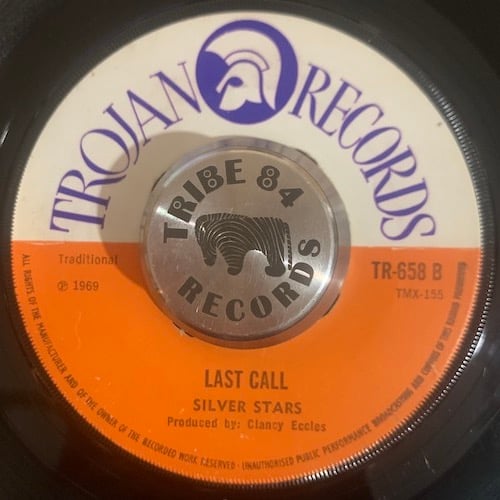 TROJAN RECORDS
TRIBE 84
RECORDS
Traditional
℗ 1969
TR-658 B
TMX-155
LAST CALL
SILVER STARS
Produced by: Clancy Eccles
ALL RIGHTS OF THE MANUFACTURER AND OF THE OWNER OF THE RECORDED WORK RESERVED · UNAUTHORISED PUBLIC PERFORMANCE BROADCASTING AND COPYING OF THIS RECORD PROHIBITED